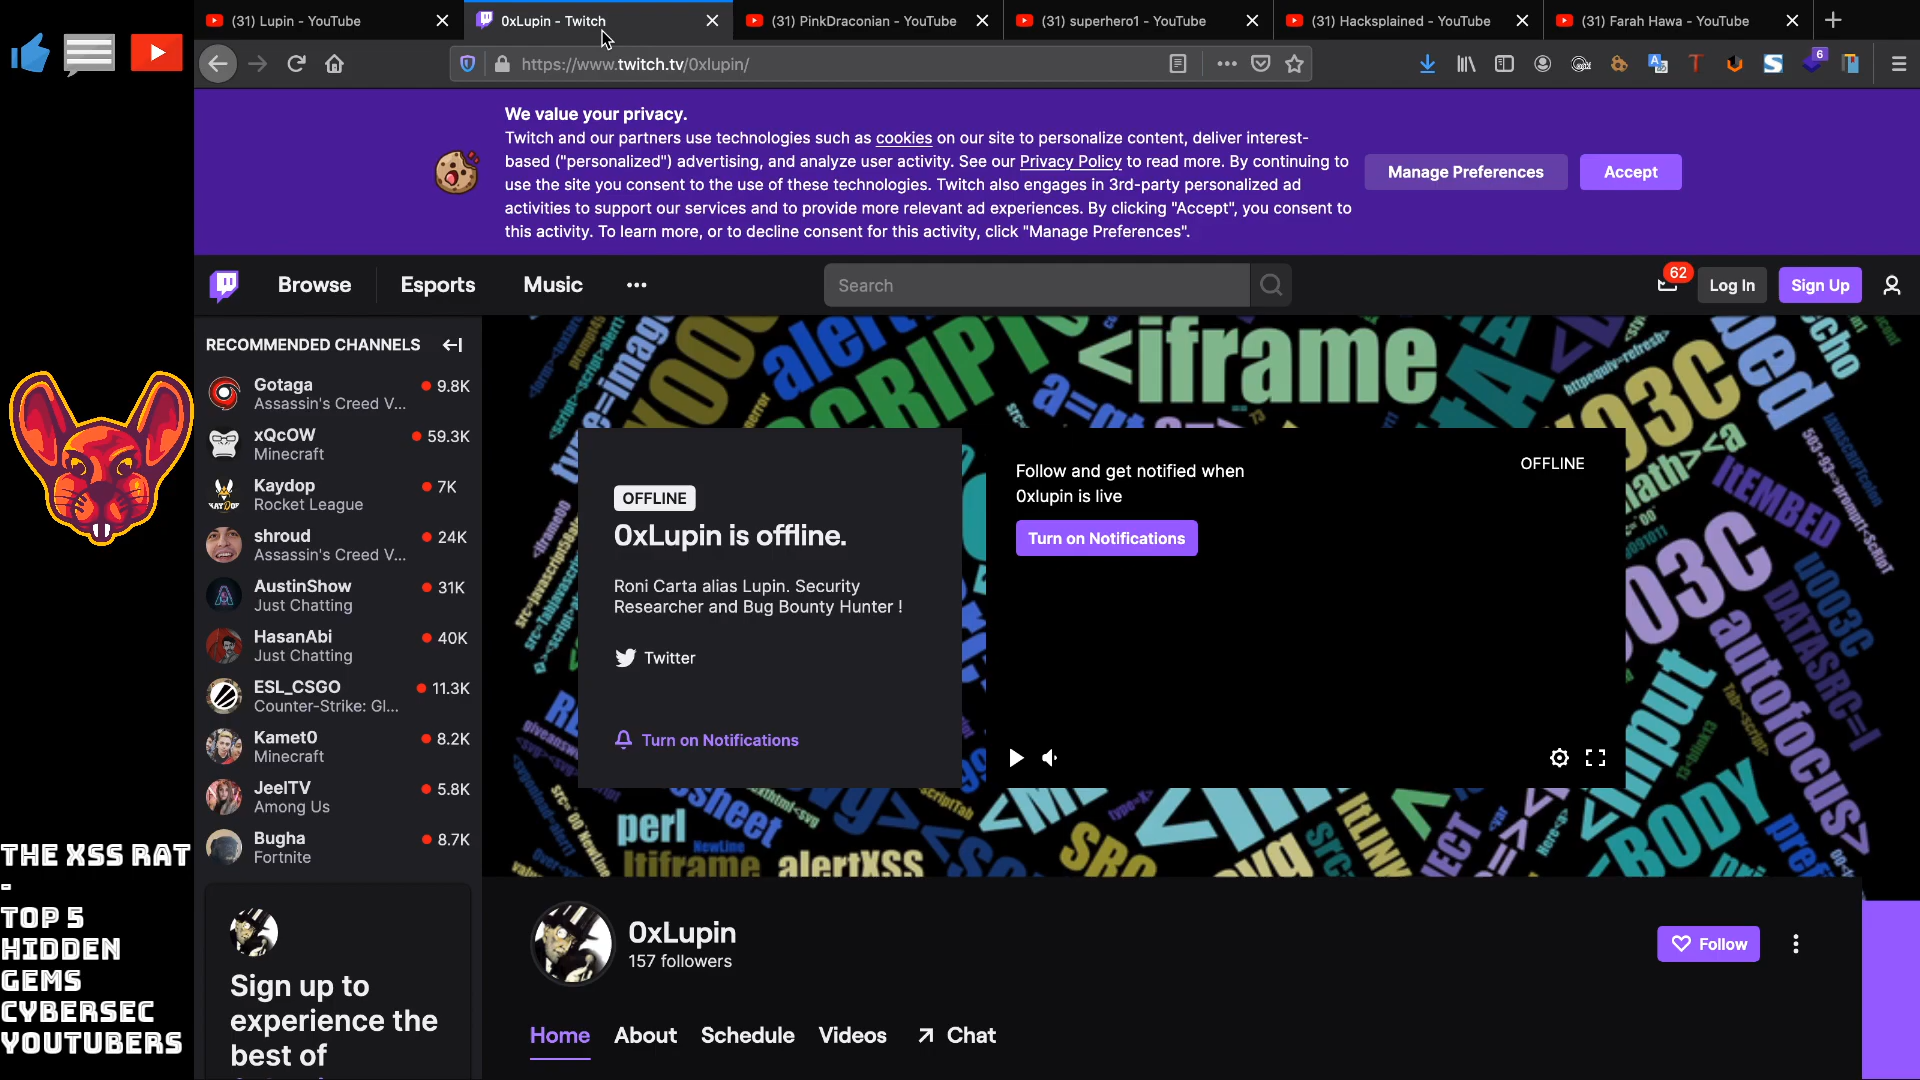 (31) Lupin - YouTube
0xLupin - Twitch
(31) PinkDraconian - YouTube
(31) superhero1 - YouTube
(31) Hacksplained - YouTube
(31) Farah Hawa - YouTube
https://www.twitch.tv/0xlupin/
6
We value your privacy.
Twitch and our partners use technologies such as cookies on our site to personalize content, deliver interest-
based ("personalized") advertising, and analyze user activity. See our Privacy Policy to read more. By continuing to
use the site you consent to the use of these technologies. Twitch also engages in 3rd-party personalized ad
activities to support our services and to provide more relevant ad experiences. By clicking "Accept", you consent to
this activity. To learn more, or to decline consent for this activity, click "Manage Preferences".
Manage Preferences
Accept
Browse
Esports
Music
Search
62
Log In
Sign Up
RECOMMENDED CHANNELS
Gotaga
9.8K
Assassin's Creed V...
xQcOW
59.3K
Minecraft
Kaydop
7K
Rocket League
shroud
24K
Assassin's Creed V...
AustinShow
31K
Just Chatting
HasanAbi
40K
Just Chatting
ESL_CSGO
11.3K
Counter-Strike: Gl...
Kamet0
8.2K
Minecraft
JeelTV
5.8K
Among Us
Bugha
8.7K
Fortnite
Sign up to
experience the
best of
<iframe
OFFLINE
0xLupin is offline.
Roni Carta alias Lupin. Security
Researcher and Bug Bounty Hunter !
Twitter
Turn on Notifications
Follow and get notified when
0xlupin is live
OFFLINE
Turn on Notifications
ItEMBED
DATASRC=
autofocus>
<input
BODY
perl
NewLine
ltiframe
alertXSS
0xLupin
157 followers
Follow
Home
About
Schedule
Videos
Chat
THE XSS RAT
-
TOP 5
HIDDEN
GEMS
CYBERSEC
YOUTUBERS